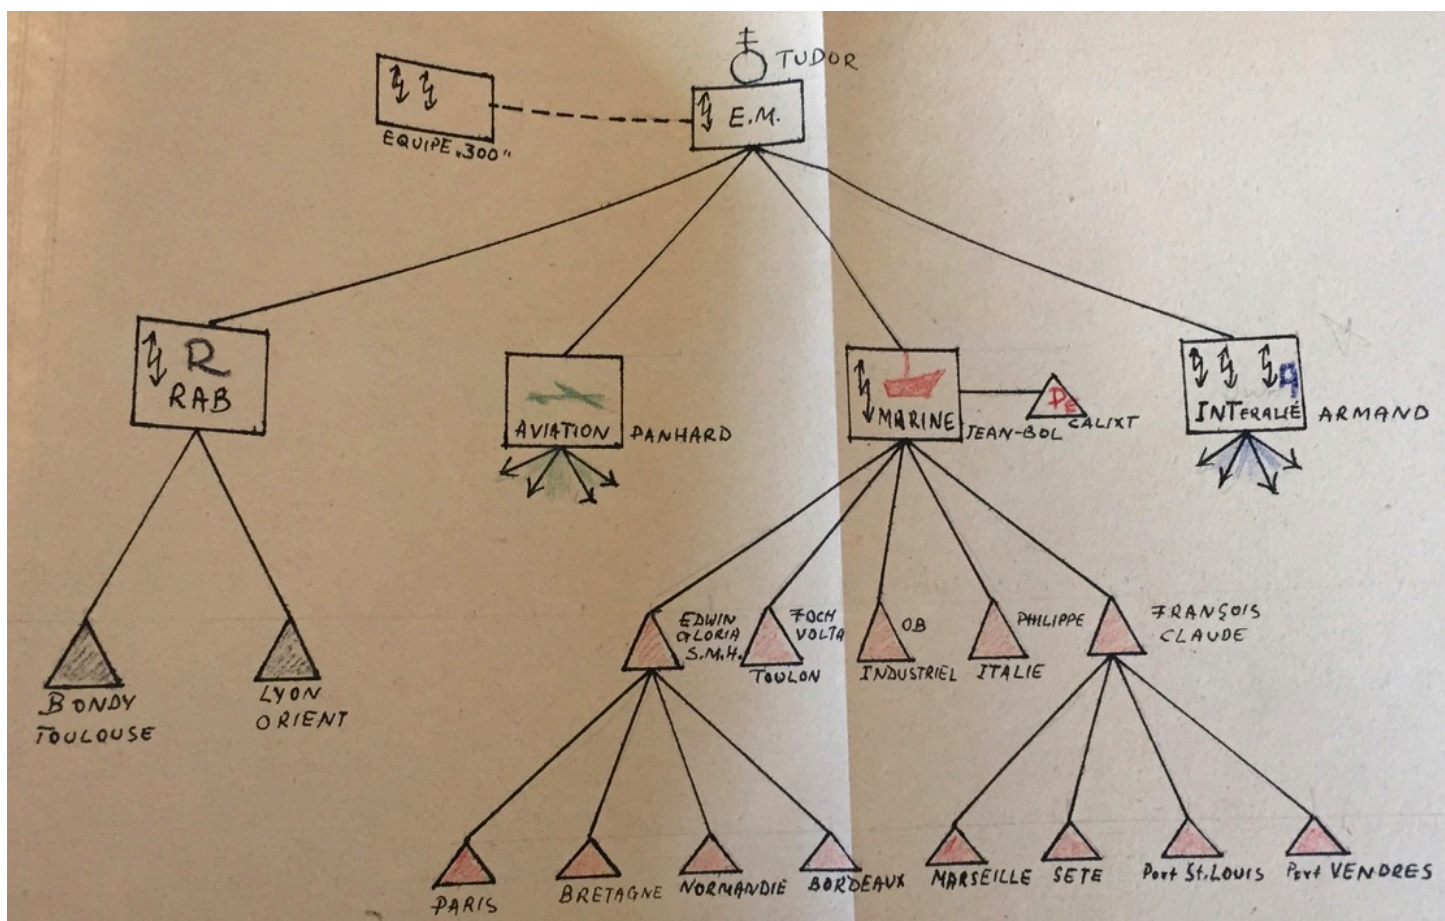 TUDOR
E.M.
EQUIPE „300"
R
RAB
AVIATION
PANHARD
MARINE
JEAN-BOL
CALIXT
INTERALIÉ
ARMAND
EDWIN
GLORIA
S.M.H.
FOCH
VOLTA
TOULON
OB
INDUSTRIEL
PHILIPPE
ITALIE
FRANÇOIS
CLAUDE
BONDY
TOULOUSE
LYON
ORIENT
PARIS
BRETAGNE
NORMANDIE
BORDEAUX
MARSEILLE
SETE
Port St. LOUIS
Port VENDRES